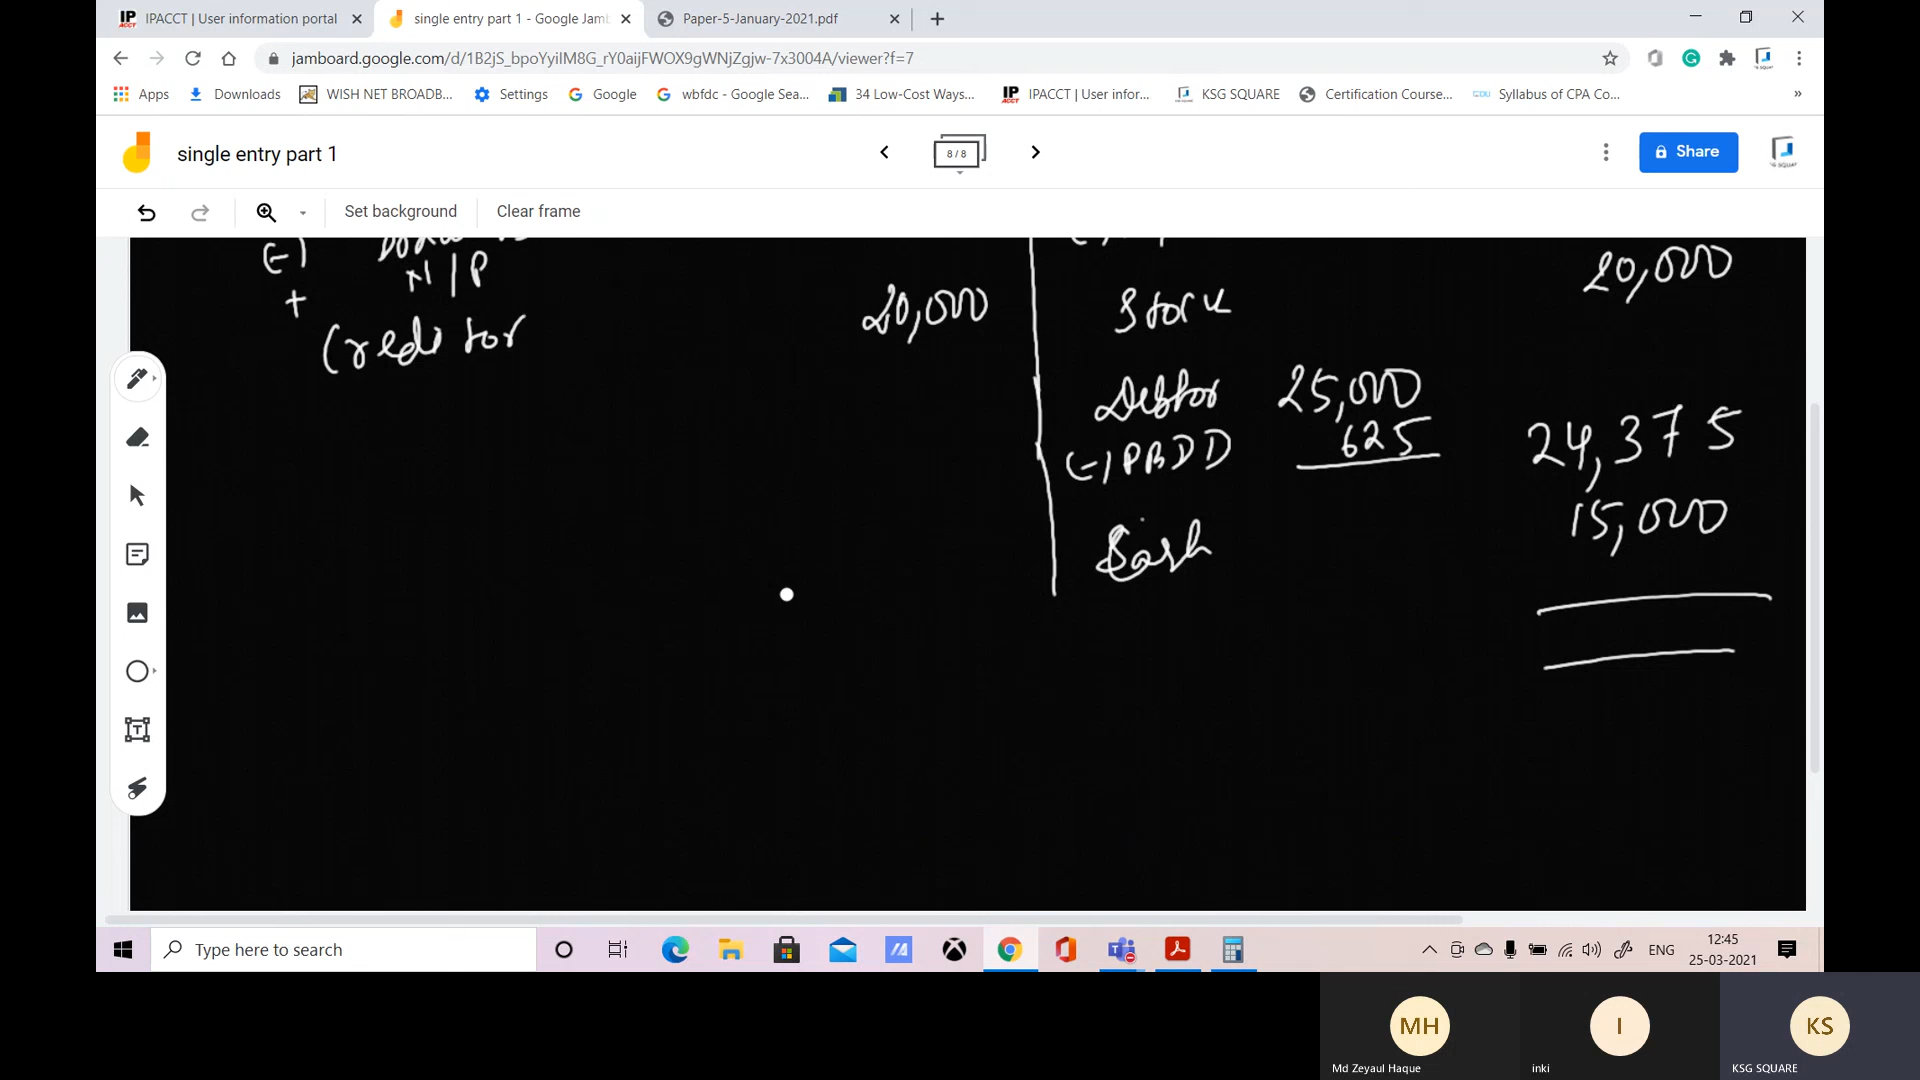 IPACCT | User information portal
single entry part 1 - Google Jamb
Paper-5-January-2021.pdf
jamboard.google.com/d/1B2jS_bpoYyiIM8G_rY0aijFWOX9gWNjZgjw-7x3004A/viewer?f=7
Apps
Downloads
WISH NET BROADB...
Settings
Google
wbfdc - Google Sea...
34 Low-Cost Ways...
IPACCT | User infor...
KSG SQUARE
Certification Course...
Syllabus of CPA Co...
»
single entry part 1
8 / 8
Share
Set background
Clear frame
(-)
N/P
+
Creditor 20,000
20,000
Stock
Debtor 25,000
(-) PBDD 625 24,375
Cash 15,000
Type here to search
ENG
12:45
25-03-2021
MH
Md Zeyaul Haque
I
inki
KS
KSG SQUARE